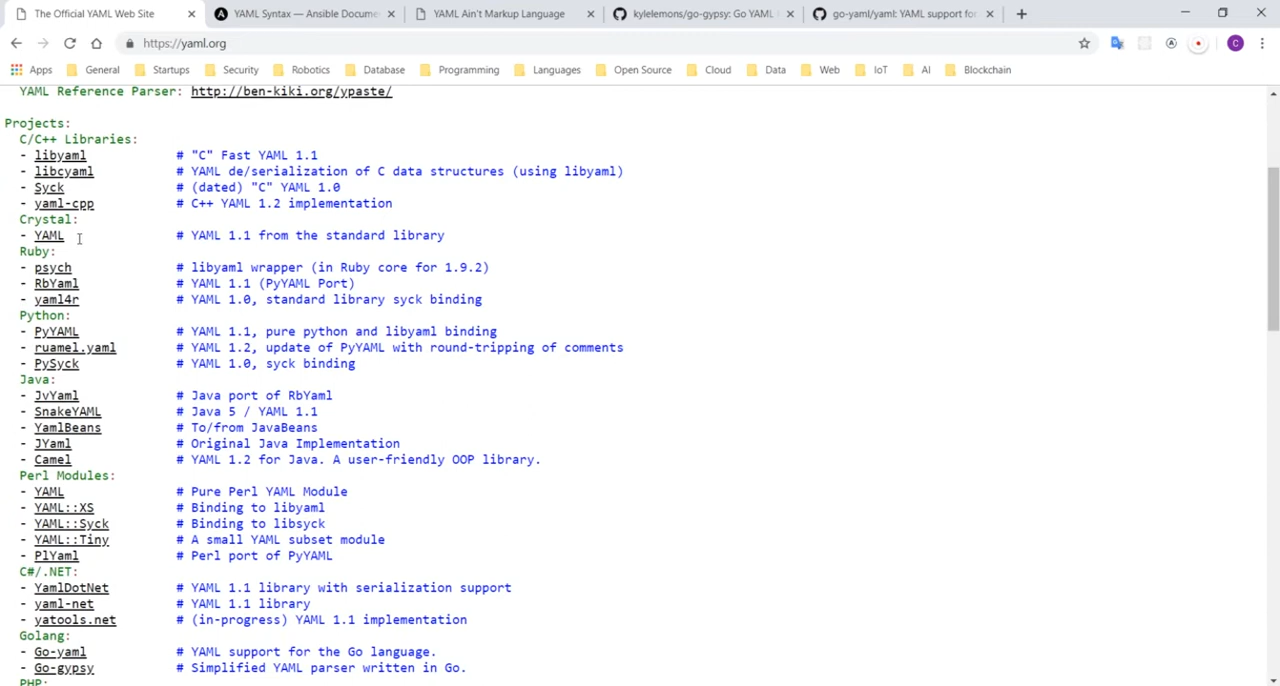 The Official YAML Web Site
YAML Syntax — Ansible Docume
YAML Ain't Markup Language
kylelemons/go-gypsy: Go YAML
go-yaml/yaml: YAML support for
https://yaml.org
Apps General Startups Security Robotics Database Programming Languages Open Source Cloud Data Web IoT AI Blockchain
YAML Reference Parser: http://ben-kiki.org/ypaste/
Projects:
C/C++ Libraries:
- libyaml # "C" Fast YAML 1.1
- libcyaml # YAML de/serialization of C data structures (using libyaml)
- Syck # (dated) "C" YAML 1.0
- yaml-cpp # C++ YAML 1.2 implementation
Crystal:
- YAML # YAML 1.1 from the standard library
Ruby:
- psych # libyaml wrapper (in Ruby core for 1.9.2)
- RbYaml # YAML 1.1 (PyYAML Port)
- yaml4r # YAML 1.0, standard library syck binding
Python:
- PyYAML # YAML 1.1, pure python and libyaml binding
- ruamel.yaml # YAML 1.2, update of PyYAML with round-tripping of comments
- PySyck # YAML 1.0, syck binding
Java:
- JvYaml # Java port of RbYaml
- SnakeYAML # Java 5 / YAML 1.1
- YamlBeans # To/from JavaBeans
- JYaml # Original Java Implementation
- Camel # YAML 1.2 for Java. A user-friendly OOP library.
Perl Modules:
- YAML # Pure Perl YAML Module
- YAML::XS # Binding to libyaml
- YAML::Syck # Binding to libsyck
- YAML::Tiny # A small YAML subset module
- PlYaml # Perl port of PyYAML
C#/.NET:
- YamlDotNet # YAML 1.1 library with serialization support
- yaml-net # YAML 1.1 library
- yatools.net # (in-progress) YAML 1.1 implementation
Golang:
- Go-yaml # YAML support for the Go language.
- Go-gypsy # Simplified YAML parser written in Go.
PHP: